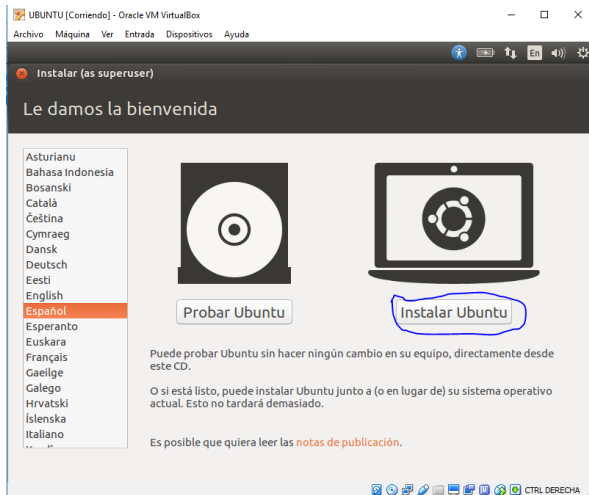 UBUNTU [Corriendo] - Oracle VM VirtualBox
Archivo Máquina Ver Entrada Dispositivos Ayuda
En
Instalar (as superuser)
Le damos la bienvenida
Asturianu
Bahasa Indonesia
Bosanski
Català
Čeština
Cymraeg
Dansk
Deutsch
Eesti
English
Español
Esperanto
Euskara
Français
Gaeilge
Galego
Hrvatski
Íslenska
Italiano
Probar Ubuntu
Instalar Ubuntu
Puede probar Ubuntu sin hacer ningún cambio en su equipo, directamente desde
este CD.
O si está listo, puede instalar Ubuntu junto a (o en lugar de) su sistema operativo
actual. Esto no tardará demasiado.
Es posible que quiera leer las notas de publicación.
CTRL DERECHA